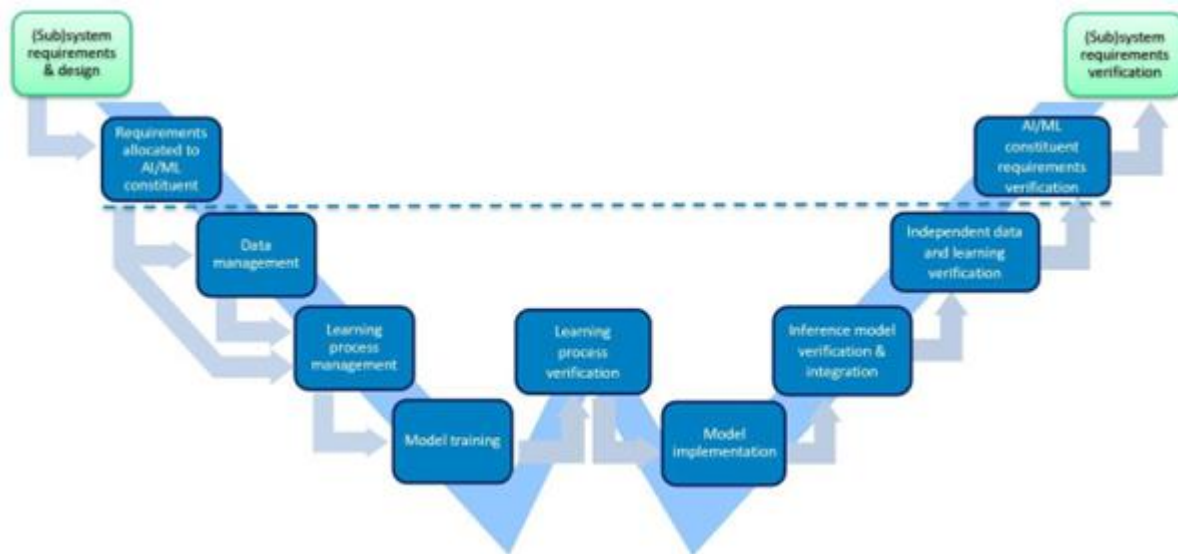 (Sub)system
requirements
& design
(Sub)system
requirements
verification
Requirements
allocated to
AI/ML
constituent
AI/ML
constituent
requirements
verification
Data
management
Independent data
and learning
verification
Learning
process
management
Learning
process
verification
Inference model
verification &
integration
Model training
Model
implementation